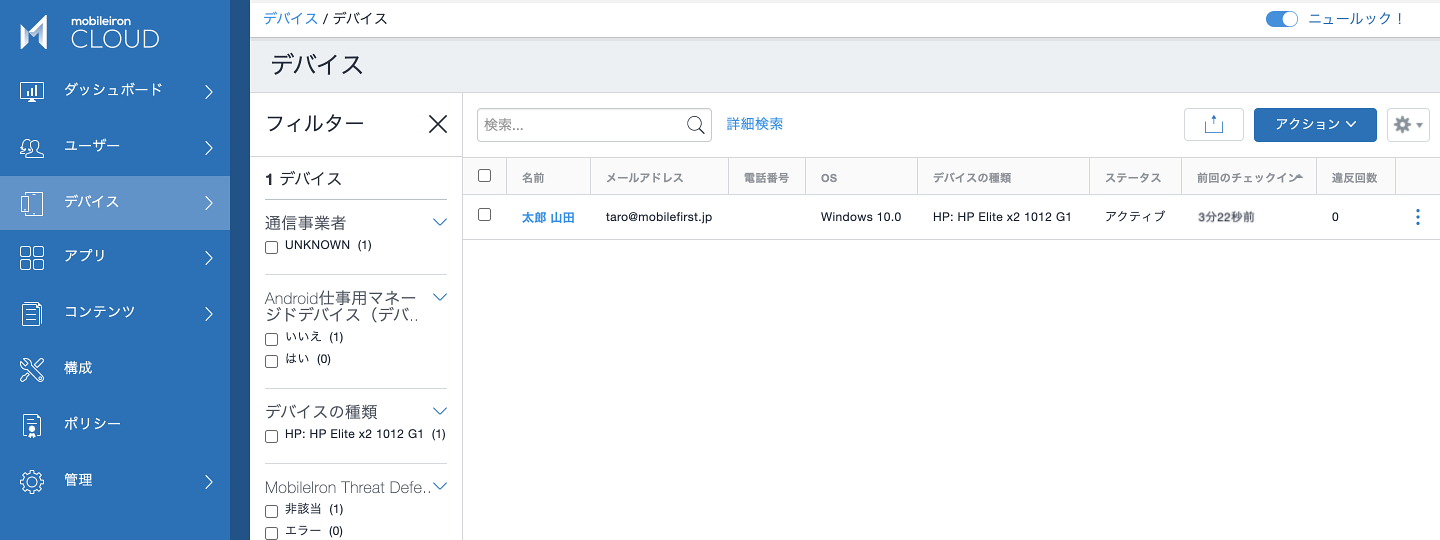 mobileiron
CLOUD
ダッシュボード
ユーザー
デバイス
アプリ
コンテンツ
構成
ポリシー
管理
デバイス / デバイス
ニュールック！
デバイス
フィルター
1 デバイス
通信事業者
UNKNOWN (1)
Android仕事用マネー
ジドデバイス（デバ..
いいえ (1)
はい (0)
デバイスの種類
HP: HP Elite x2 1012 G1 (1)
MobileIron Threat Defe..
非該当 (1)
エラー (0)
検索...
詳細検索
アクション
名前 メールアドレス 電話番号 OS デバイスの種類 ステータス 前回のチェックイン 違反回数
太郎 山田 taro@mobilefirst.jp Windows 10.0 HP: HP Elite x2 1012 G1 アクティブ 3分22秒前 0